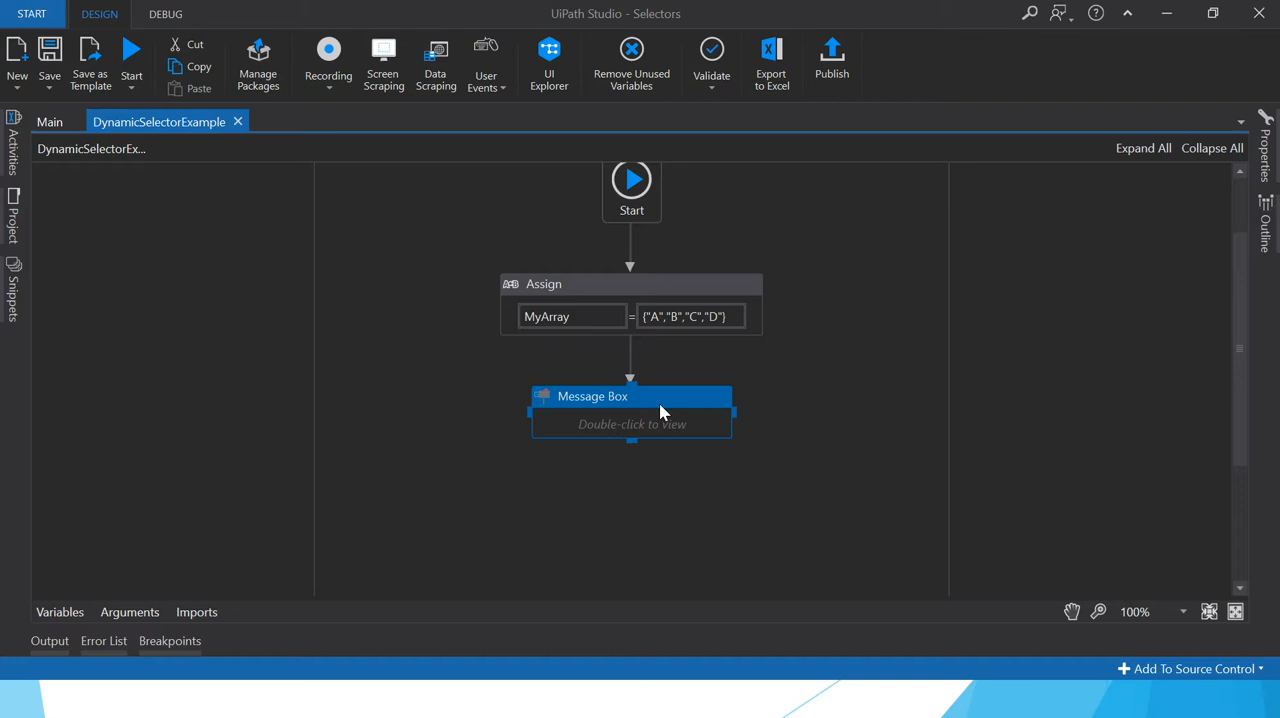 START
DESIGN
DEBUG
UiPath Studio - Selectors
New
Save
Save as Template
Start
Cut
Copy
Paste
Manage Packages
Recording
Screen Scraping
Data Scraping
User Events
UI Explorer
Remove Unused Variables
Validate
Export to Excel
Publish
Main
DynamicSelectorExample
DynamicSelectorEx...
Expand All
Collapse All
Activities
Project
Snippets
Properties
Outline
Start
Assign
MyArray
=
{"A","B","C","D"}
Message Box
Double-click to view
Variables
Arguments
Imports
100%
Output
Error List
Breakpoints
Add To Source Control